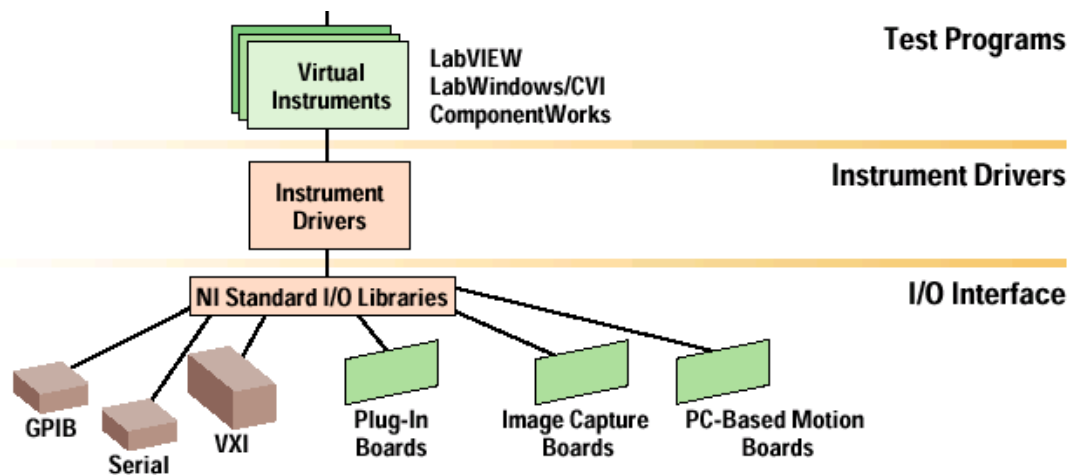 Test Programs
Virtual
Instruments
LabVIEW
LabWindows/CVI
ComponentWorks
Instrument Drivers
Instrument
Drivers
I/O Interface
NI Standard I/O Libraries
GPIB
Serial
VXI
Plug-In
Boards
Image Capture
Boards
PC-Based Motion
Boards